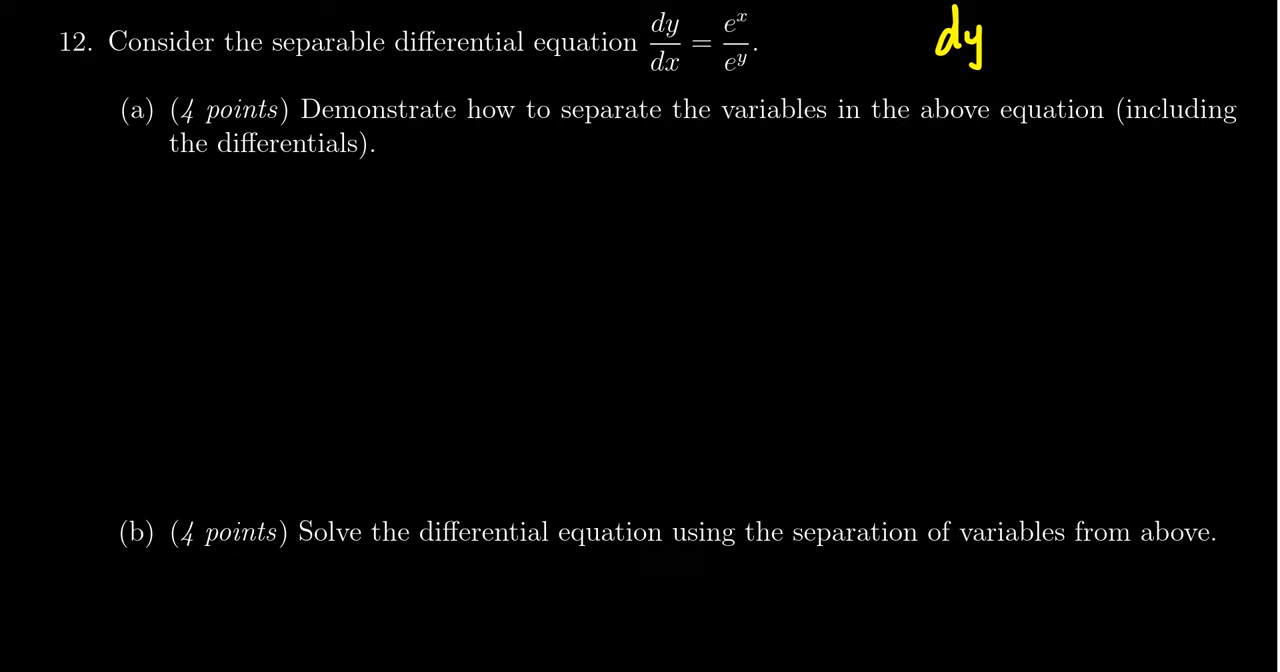 12. Consider the separable differential equation dy/dx = e^x/e^y.
dy
(a) (4 points) Demonstrate how to separate the variables in the above equation (including
the differentials).
(b) (4 points) Solve the differential equation using the separation of variables from above.